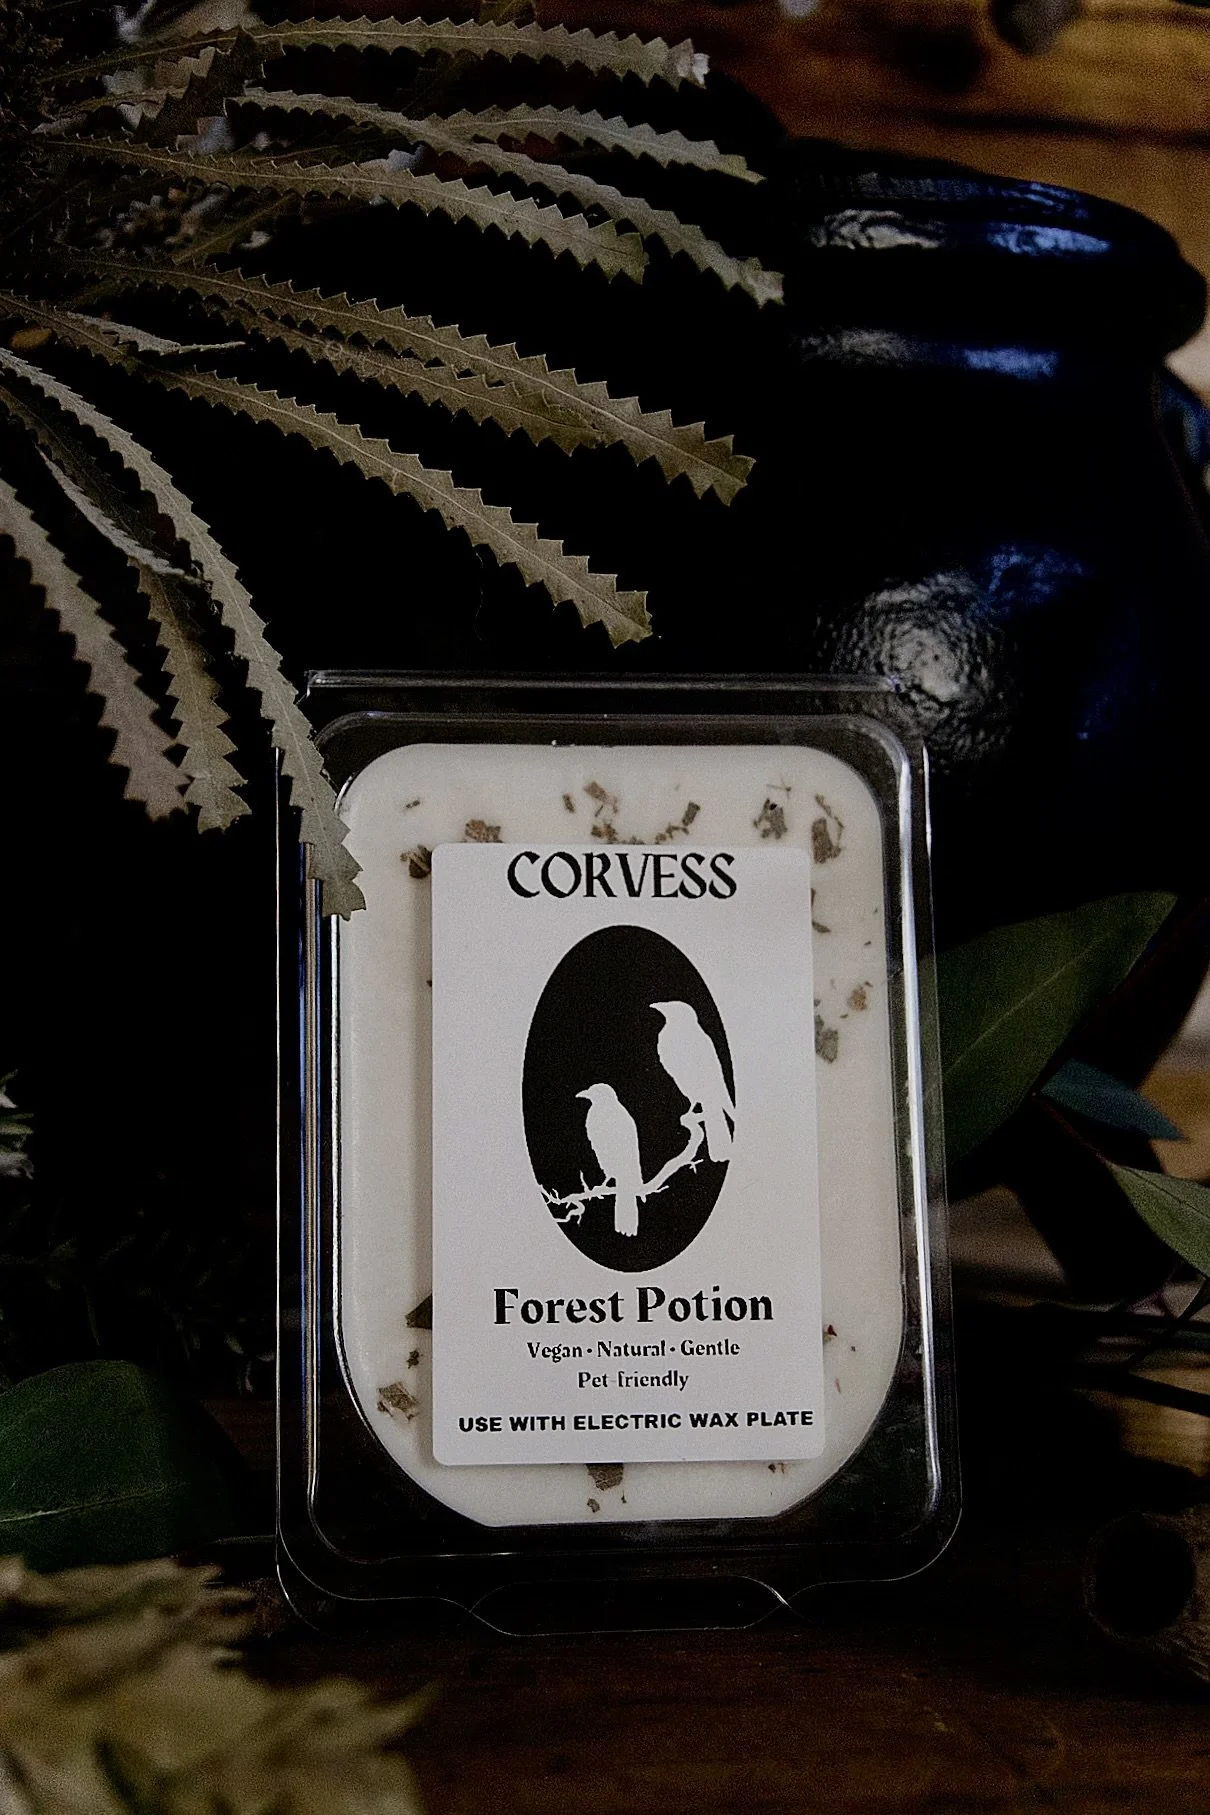 CORVESS
Forest Potion
Vegan • Natural • Gentle
Pet-friendly
USE WITH ELECTRIC WAX PLATE